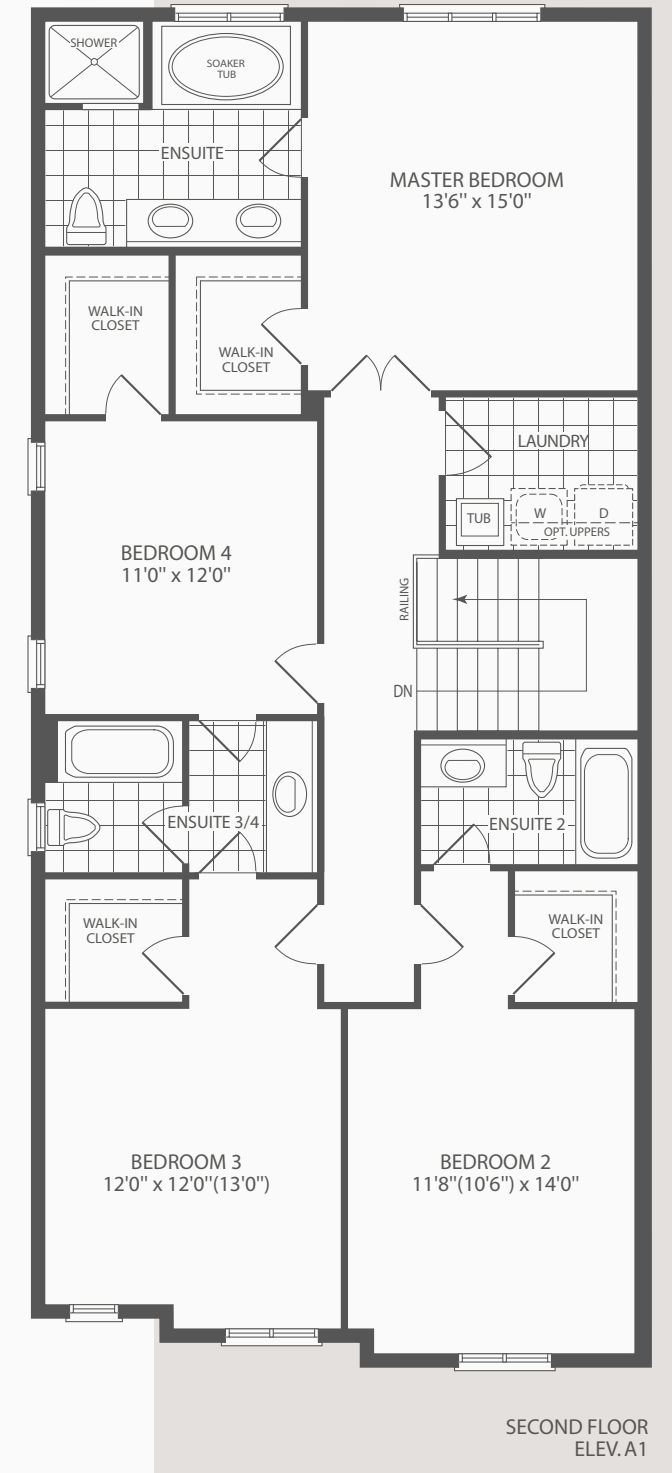 SHOWER
SOAKER
TUB
ENSUITE
MASTER BEDROOM
13'6" x 15'0"
WALK-IN
CLOSET
WALK-IN
CLOSET
LAUNDRY
TUB
W
D
OPT. UPPERS
BEDROOM 4
11'0" x 12'0"
RAILING
DN
ENSUITE 3/4
ENSUITE 2
WALK-IN
CLOSET
WALK-IN
CLOSET
BEDROOM 3
12'0" x 12'0"(13'0")
BEDROOM 2
11'8"(10'6") x 14'0"
SECOND FLOOR
ELEV. A1